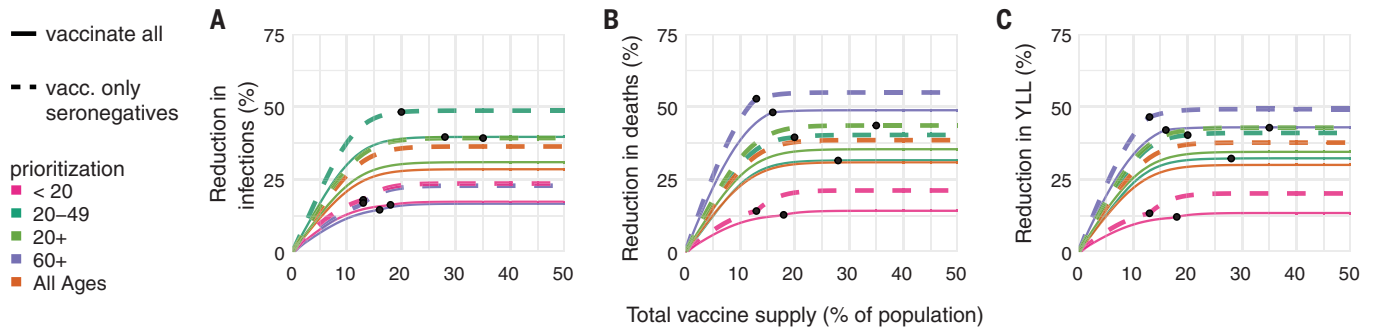 vaccinate all
vacc. only
seronegatives
prioritization
< 20
20–49
20+
60+
All Ages
A
Reduction in
infections (%)
75
50
25
0
0 10 20 30 40 50
B
Reduction in deaths (%)
75
50
25
0
0 10 20 30 40 50
C
Reduction in YLL (%)
75
50
25
0
0 10 20 30 40 50
Total vaccine supply (% of population)